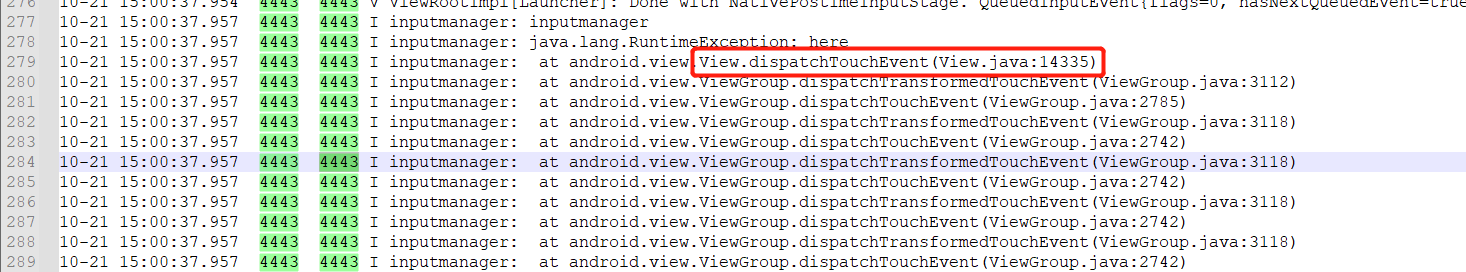 276 10-21 15:00:37.954 4443 4443 V ViewRootImpl[Launcher]: Done with NativePostImeInputStage. QueuedInputEvent{flags=0, hasNextQueuedEvent=true
277 10-21 15:00:37.957 4443 4443 I inputmanager: inputmanager
278 10-21 15:00:37.957 4443 4443 I inputmanager: java.lang.RuntimeException: here
279 10-21 15:00:37.957 4443 4443 I inputmanager: at android.view.View.dispatchTouchEvent(View.java:14335)
280 10-21 15:00:37.957 4443 4443 I inputmanager: at android.view.ViewGroup.dispatchTransformedTouchEvent(ViewGroup.java:3112)
281 10-21 15:00:37.957 4443 4443 I inputmanager: at android.view.ViewGroup.dispatchTouchEvent(ViewGroup.java:2785)
282 10-21 15:00:37.957 4443 4443 I inputmanager: at android.view.ViewGroup.dispatchTransformedTouchEvent(ViewGroup.java:3118)
283 10-21 15:00:37.957 4443 4443 I inputmanager: at android.view.ViewGroup.dispatchTouchEvent(ViewGroup.java:2742)
284 10-21 15:00:37.957 4443 4443 I inputmanager: at android.view.ViewGroup.dispatchTransformedTouchEvent(ViewGroup.java:3118)
285 10-21 15:00:37.957 4443 4443 I inputmanager: at android.view.ViewGroup.dispatchTouchEvent(ViewGroup.java:2742)
286 10-21 15:00:37.957 4443 4443 I inputmanager: at android.view.ViewGroup.dispatchTransformedTouchEvent(ViewGroup.java:3118)
287 10-21 15:00:37.957 4443 4443 I inputmanager: at android.view.ViewGroup.dispatchTouchEvent(ViewGroup.java:2742)
288 10-21 15:00:37.957 4443 4443 I inputmanager: at android.view.ViewGroup.dispatchTransformedTouchEvent(ViewGroup.java:3118)
289 10-21 15:00:37.957 4443 4443 I inputmanager: at android.view.ViewGroup.dispatchTouchEvent(ViewGroup.java:2742)